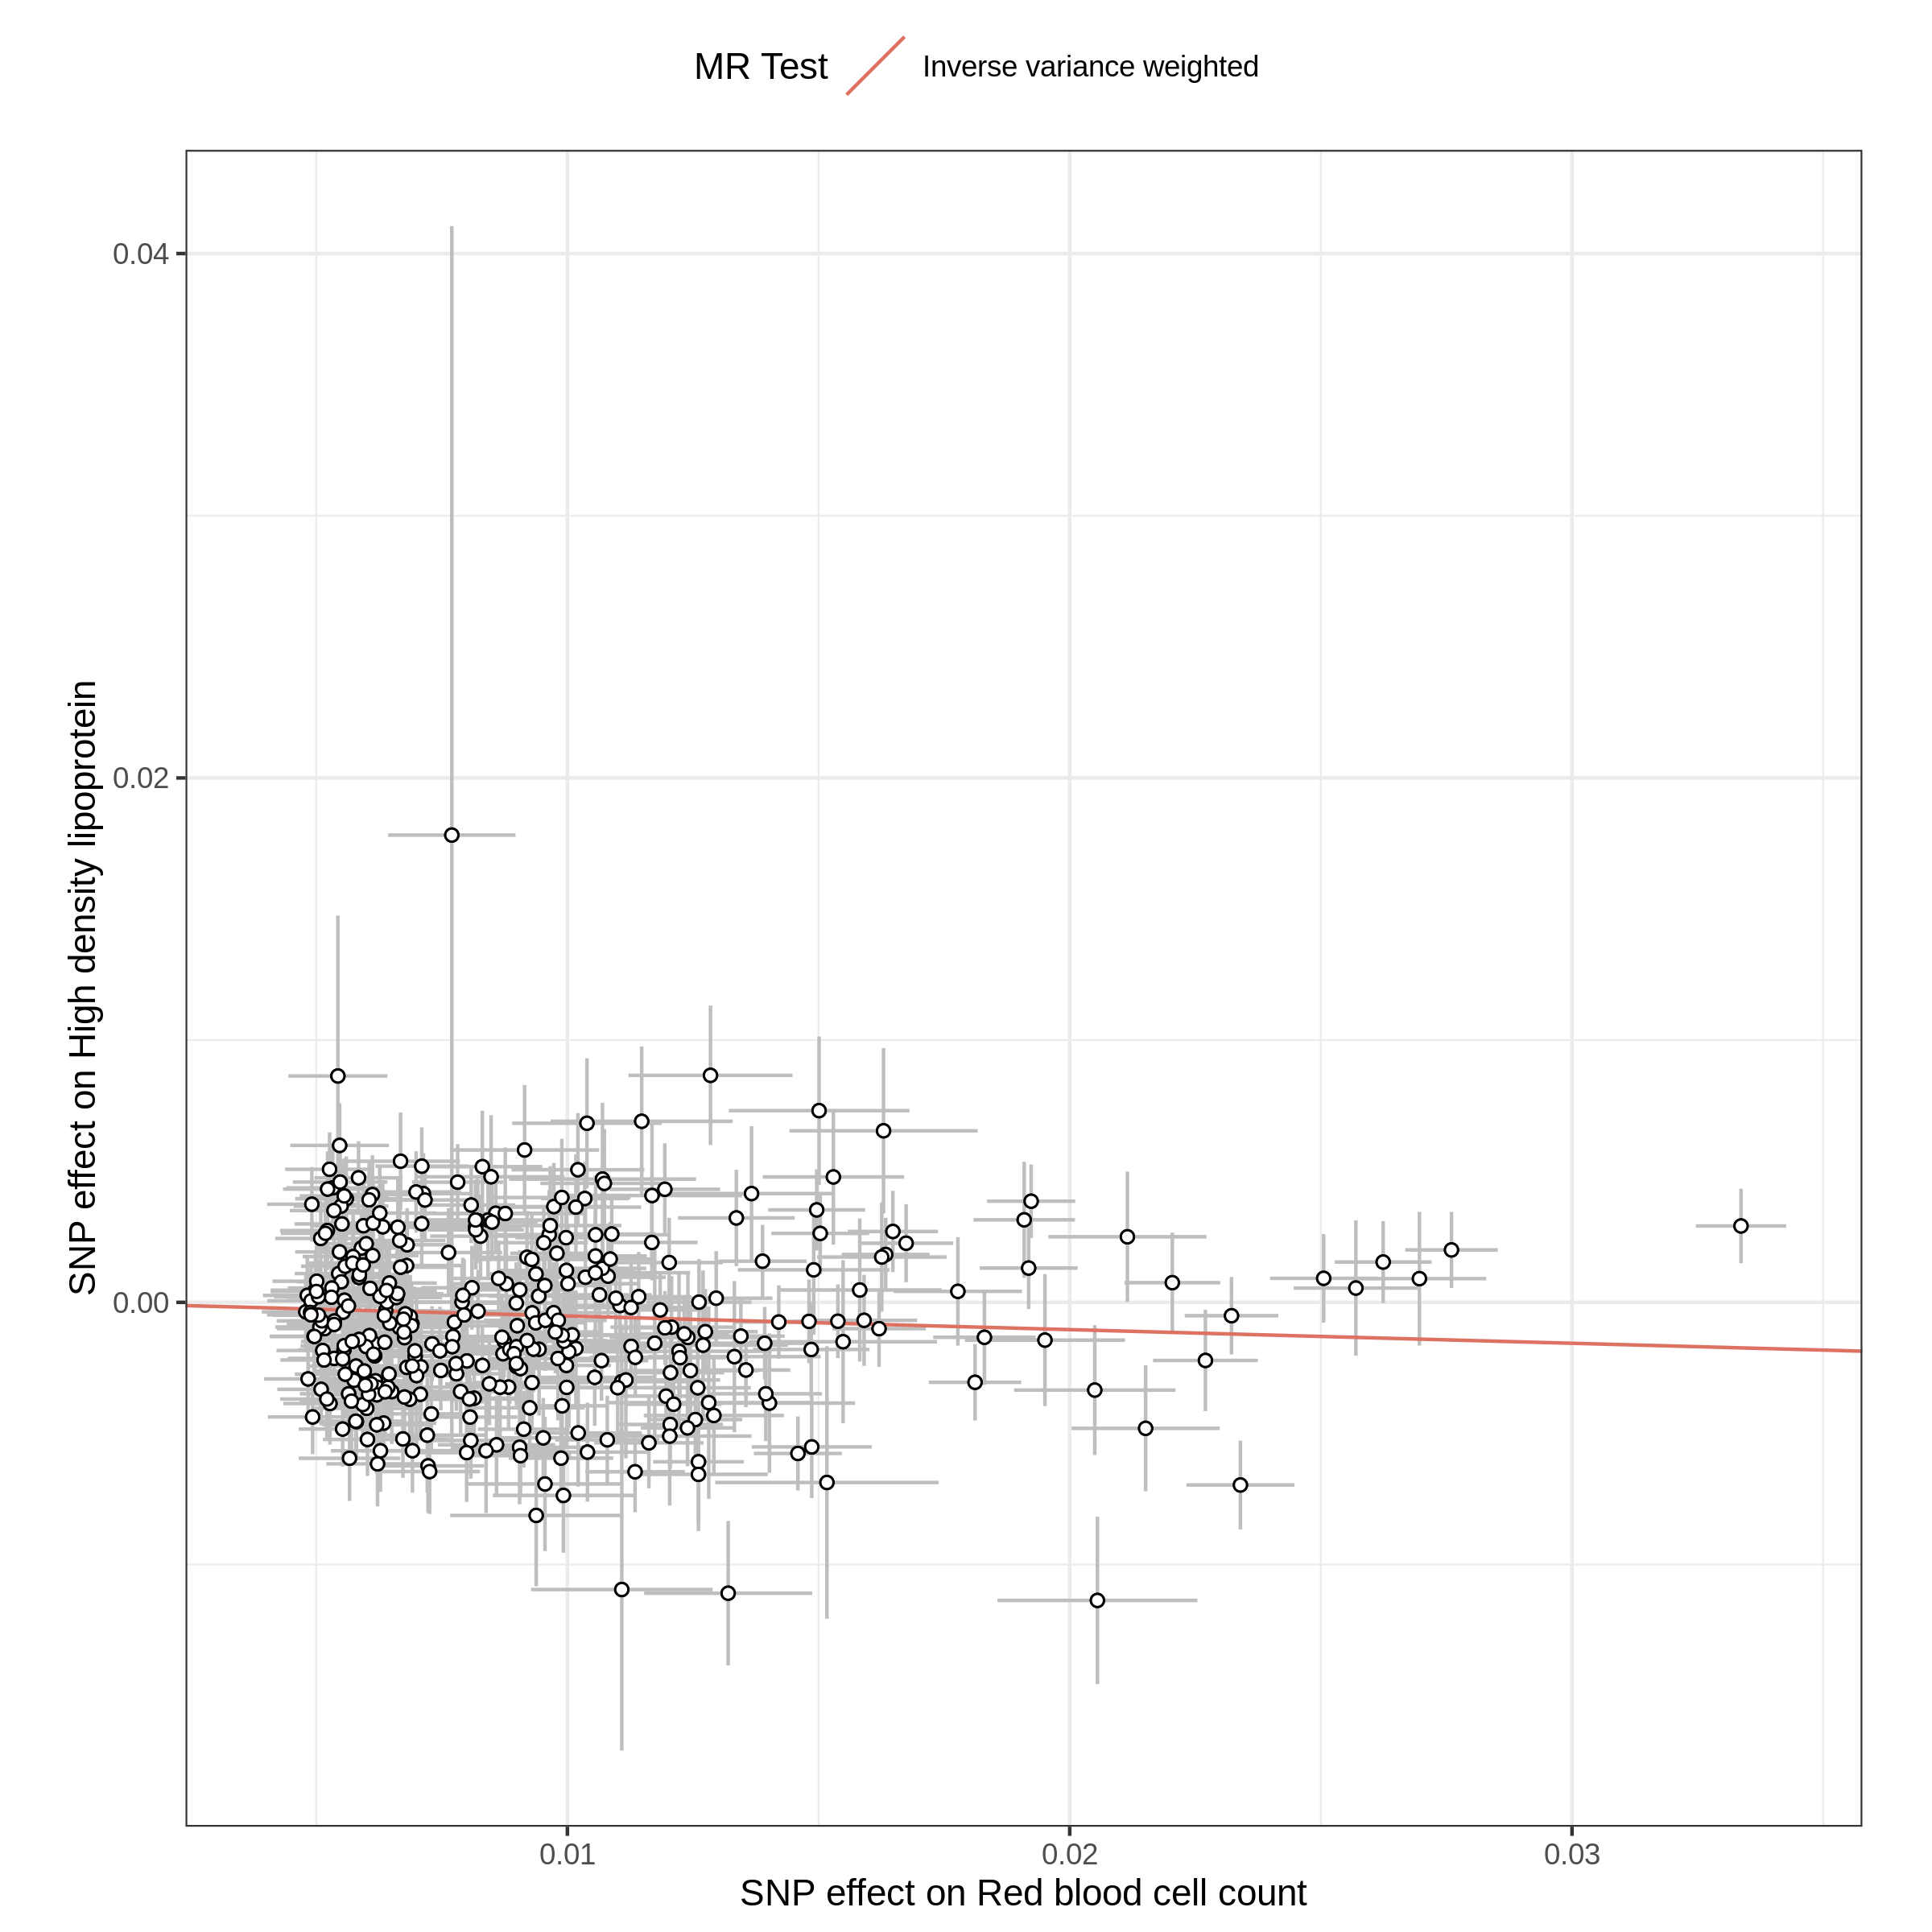 MR Test
Inverse variance weighted
0.04
0.02
0.00
SNP effect on High density lipoprotein
0.01
0.02
0.03
SNP effect on Red blood cell count